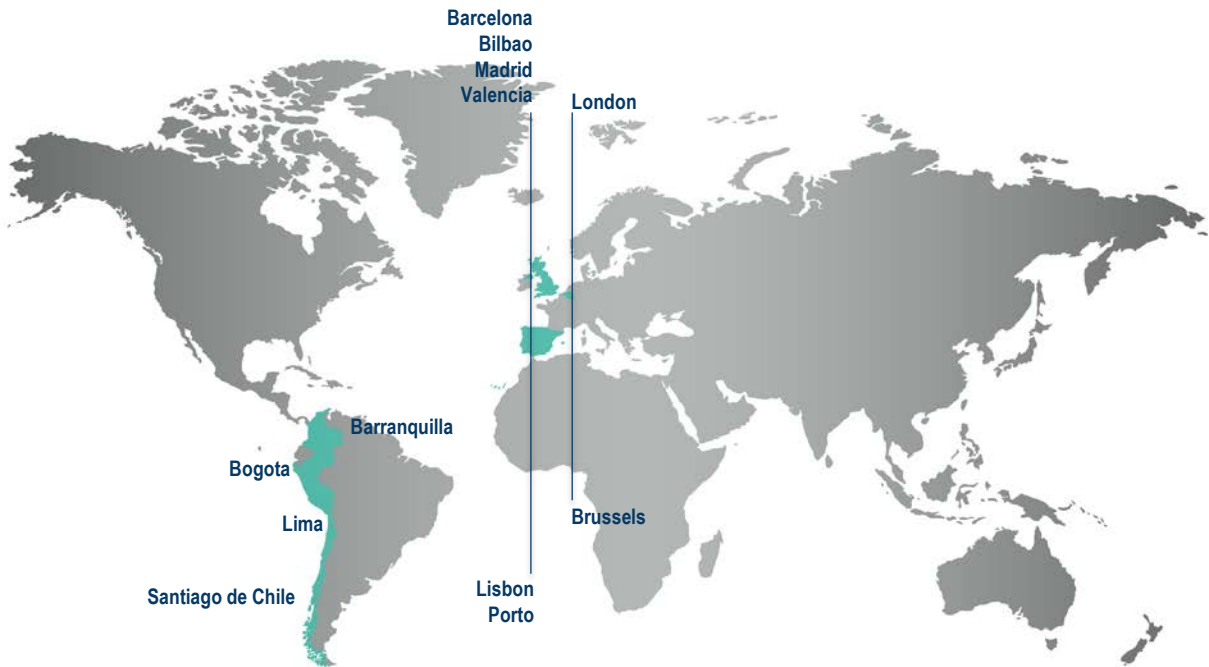 Barcelona
Bilbao
Madrid
Valencia
London
Barranquilla
Bogota
Lima
Brussels
Santiago de Chile
Lisbon
Porto